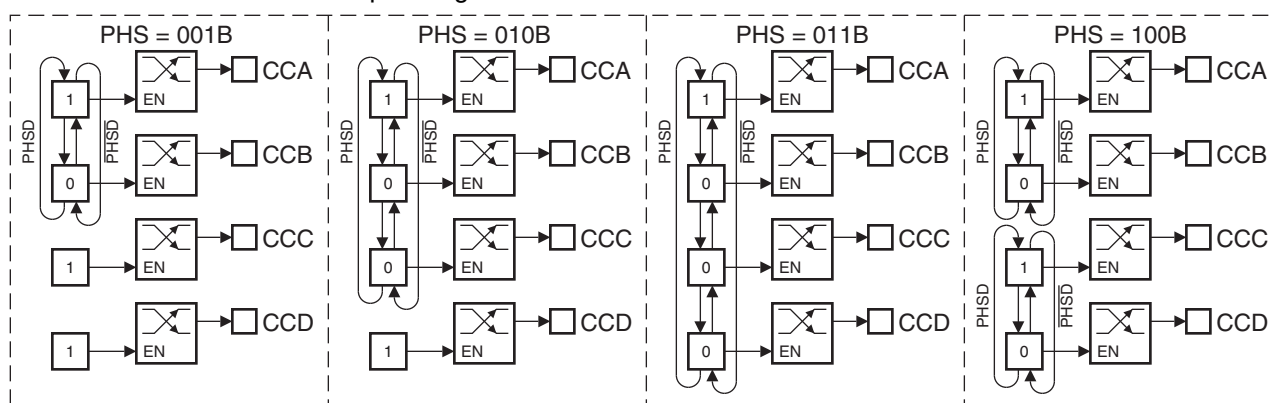 PHS = 001B
PHSD
PHSD
1
EN
CCA
0
EN
CCB
1
EN
CCC
1
EN
CCD
PHS = 010B
PHSD
PHSD
1
EN
CCA
0
EN
CCB
0
EN
CCC
1
EN
CCD
PHS = 011B
PHSD
PHSD
1
EN
CCA
0
EN
CCB
0
EN
CCC
0
EN
CCD
PHS = 100B
PHSD
PHSD
1
EN
CCA
0
EN
CCB
PHSD
PHSD
1
EN
CCC
0
EN
CCD